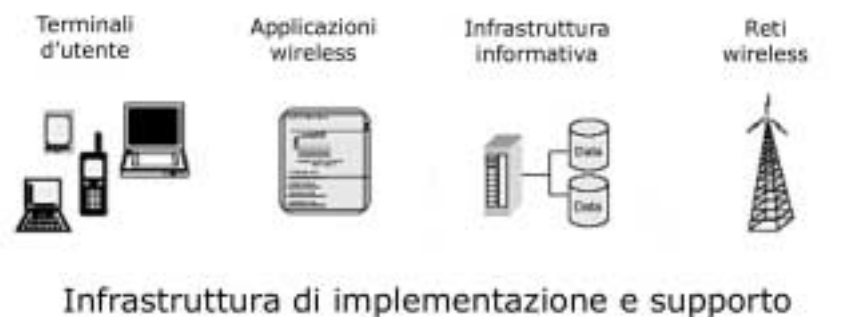 Terminali
d'utente
Applicazioni
wireless
Infrastruttura
informativa
Reti
wireless
Data
Data
Infrastruttura di implementazione e supporto